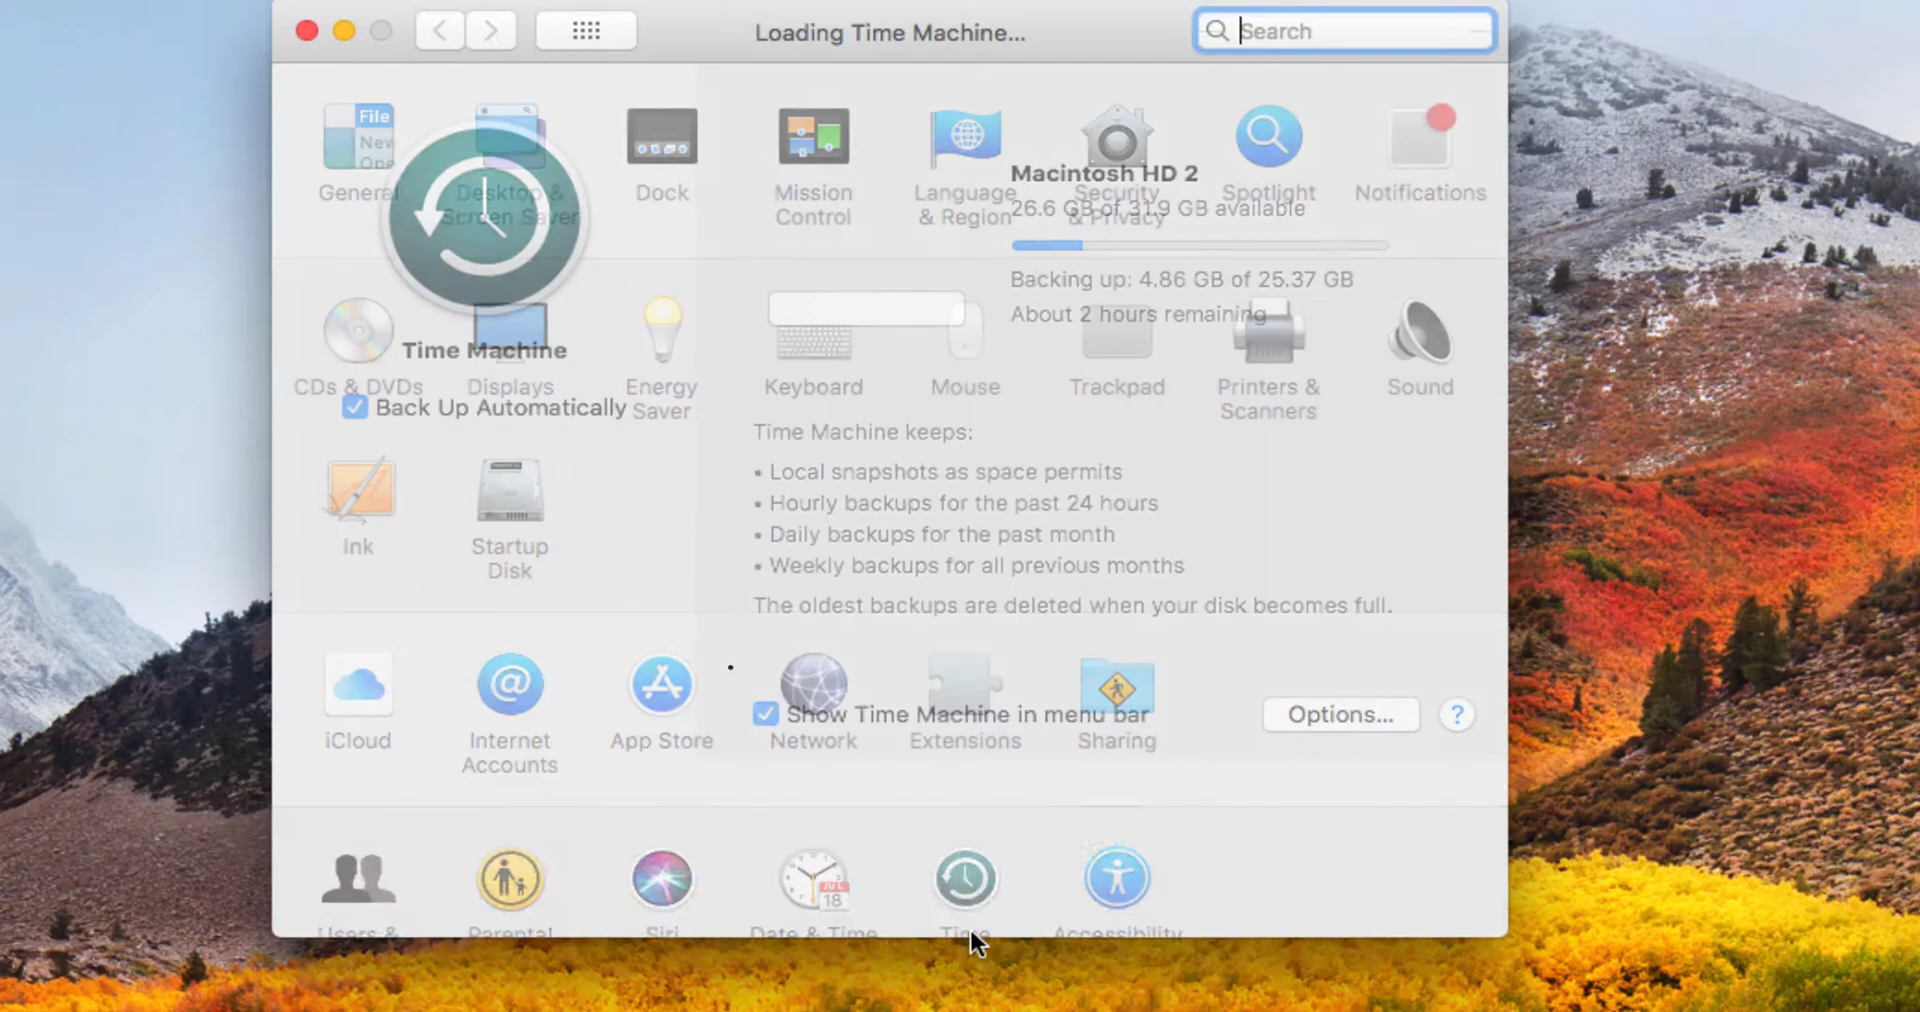 Loading Time Machine...
Search
File
New
Ope
General
Desktop &
Screen Saver
Dock
Mission
Control
Language
& Region
Security
& Privacy
Spotlight
Notifications
Macintosh HD 2
26.6 GB of 31.9 GB available
Backing up: 4.86 GB of 25.37 GB
About 2 hours remaining
Time Machine
CDs & DVDs
Displays
Energy
Saver
Keyboard
Mouse
Trackpad
Printers &
Scanners
Sound
Back Up Automatically
Time Machine keeps:
• Local snapshots as space permits
• Hourly backups for the past 24 hours
• Daily backups for the past month
• Weekly backups for all previous months
The oldest backups are deleted when your disk becomes full.
Ink
Startup
Disk
iCloud
Internet
Accounts
App Store
Network
Extensions
Sharing
Show Time Machine in menu bar
Options...
?
JUL
18
Users &
Parental
Siri
Date & Time
Time
Accessibility